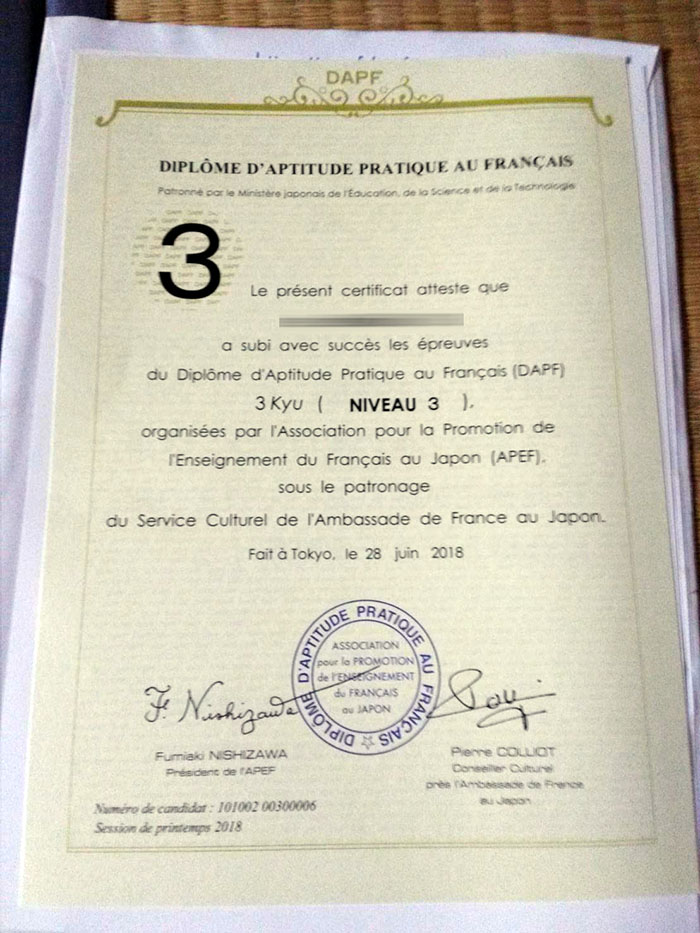 DAPF
DIPLÔME D'APTITUDE PRATIQUE AU FRANÇAIS
Patronné par le Ministère japonais de l'Éducation, de la Science et de la Technologie
3
Le présent certificat atteste que
a subi avec succès les épreuves
du Diplôme d'Aptitude Pratique au Français (DAPF)
3 Kyu ( NIVEAU 3 ),
organisées par l'Association pour la Promotion de
l'Enseignement du Français au Japon (APEF),
sous le patronage
du Service Culturel de l'Ambassade de France au Japon.
Fait à Tokyo, le 28 juin 2018
DIPLÔME D'APTITUDE PRATIQUE AU FRANÇAIS
ASSOCIATION
pour la PROMOTION
de l'ENSEIGNEMENT
du FRANÇAIS
au JAPON
F. Nishizawa
Fumiaki NISHIZAWA
Président de l'APEF
Pierre COLLIOT
Conseiller Culturel
près l'Ambassade de France
au Japon
Numéro de candidat : 101002 00300006
Session de printemps 2018